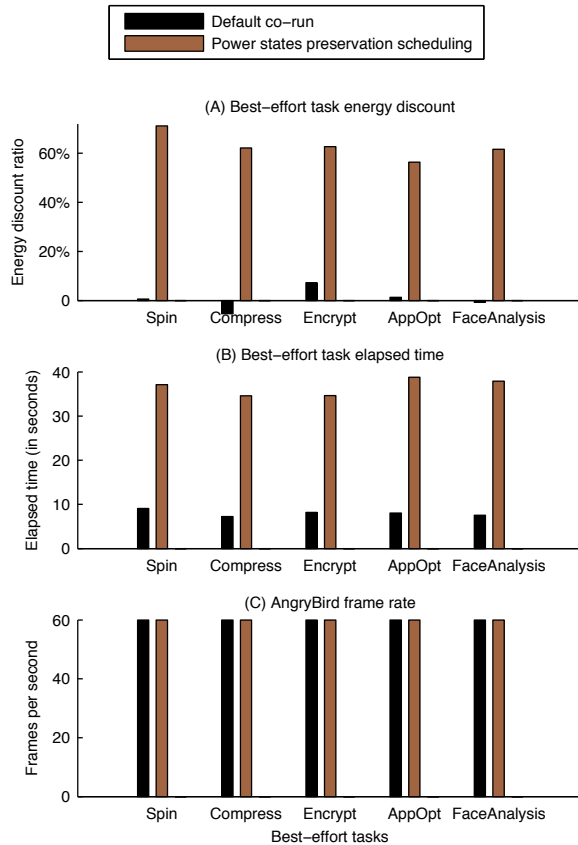 Default co−run
Power states preservation scheduling
(A) Best−effort task energy discount
Energy discount ratio
60%
40%
20%
0
Spin Compress Encrypt AppOpt FaceAnalysis
(B) Best−effort task elapsed time
Elapsed time (in seconds)
40
30
20
10
0
Spin Compress Encrypt AppOpt FaceAnalysis
(C) AngryBird frame rate
Frames per second
60
40
20
0
Spin Compress Encrypt AppOpt FaceAnalysis
Best−effort tasks